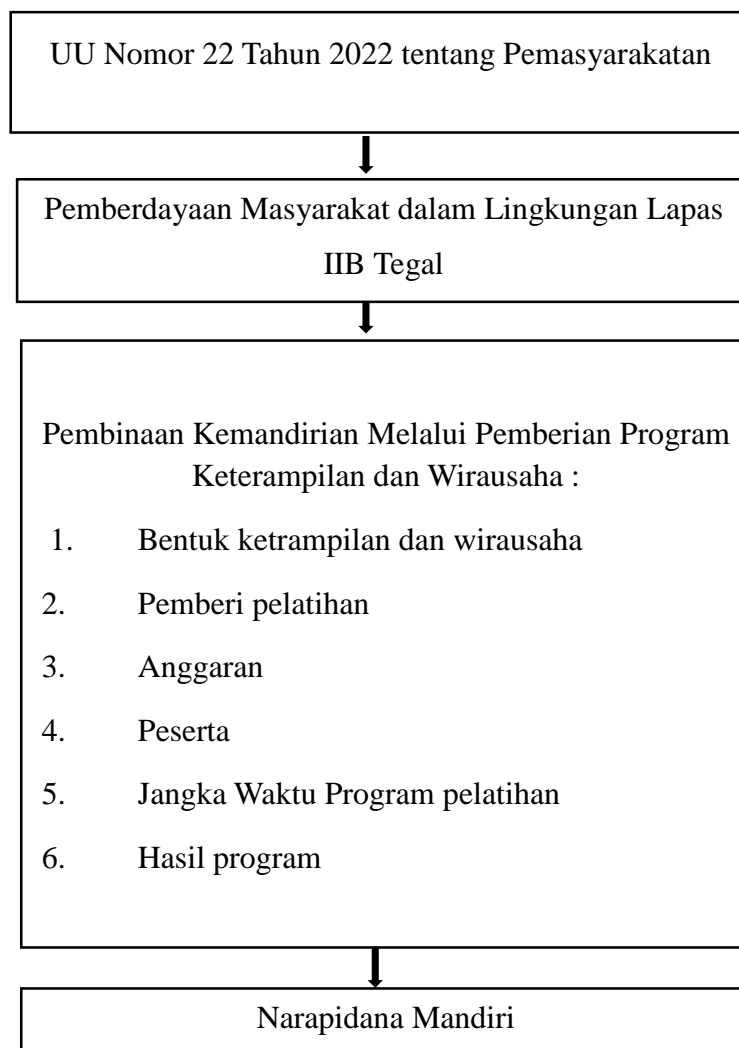 UU Nomor 22 Tahun 2022 tentang Pemasyarakatan
Pemberdayaan Masyarakat dalam Lingkungan Lapas
IIB Tegal
Pembinaan Kemandirian Melalui Pemberian Program
Keterampilan dan Wirausaha :
1. Bentuk ketrampilan dan wirausaha
2. Pemberi pelatihan
3. Anggaran
4. Peserta
5. Jangka Waktu Program pelatihan
6. Hasil program
Narapidana Mandiri